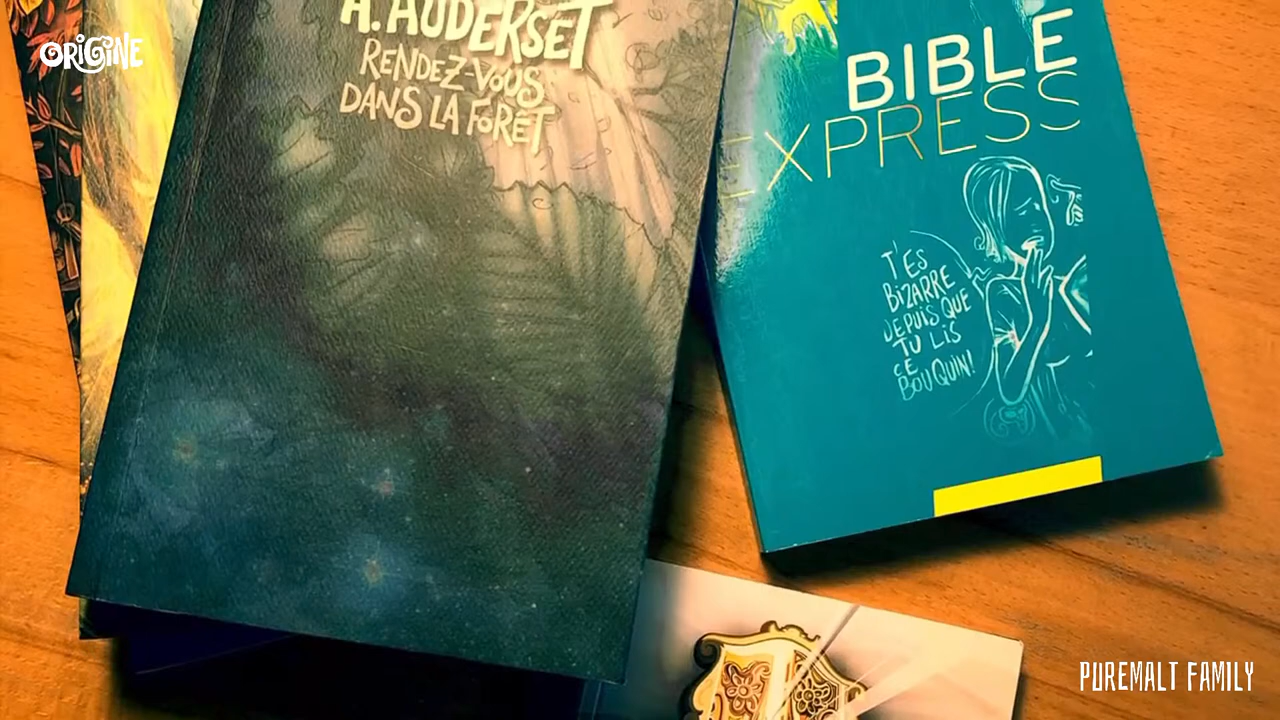 ORiGiNE
A. AUDERSET
RENDEZ-VOUS
DANS LA FORÊT
BIBLE
EXPRESS
T'ES
BIZARRE
DEPUIS QUE
TU LIS
CE
BOUQUIN!
PUREMALT FAMILY